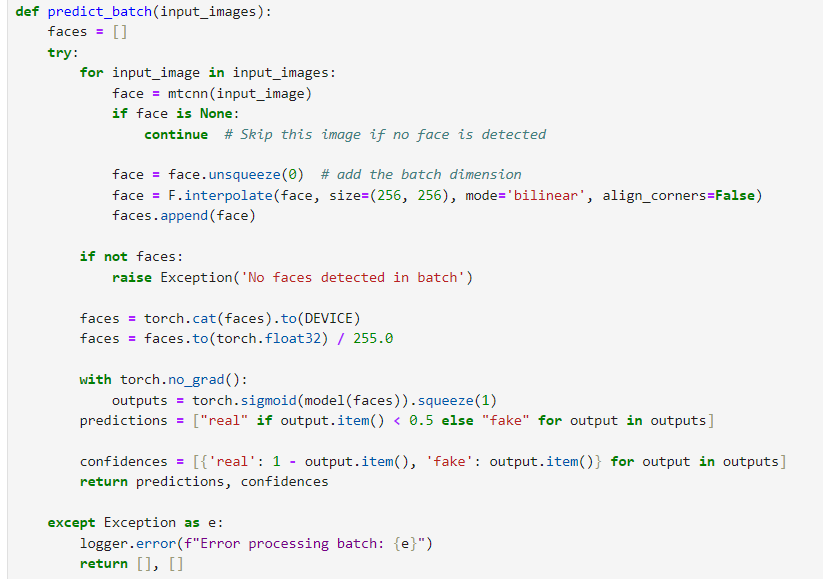 def predict_batch(input_images):
    faces = []
    try:
        for input_image in input_images:
            face = mtcnn(input_image)
            if face is None:
                continue  # Skip this image if no face is detected

            face = face.unsqueeze(0)  # add the batch dimension
            face = F.interpolate(face, size=(256, 256), mode='bilinear', align_corners=False)
            faces.append(face)

        if not faces:
            raise Exception('No faces detected in batch')

        faces = torch.cat(faces).to(DEVICE)
        faces = faces.to(torch.float32) / 255.0

        with torch.no_grad():
            outputs = torch.sigmoid(model(faces)).squeeze(1)
        predictions = ["real" if output.item() < 0.5 else "fake" for output in outputs]

        confidences = [{'real': 1 - output.item(), 'fake': output.item()} for output in outputs]
        return predictions, confidences

    except Exception as e:
        logger.error(f"Error processing batch: {e}")
        return [], []